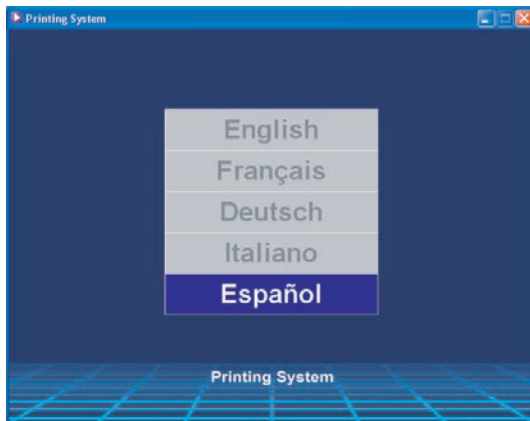 Printing System
English
Français
Deutsch
Italiano
Español
Printing System